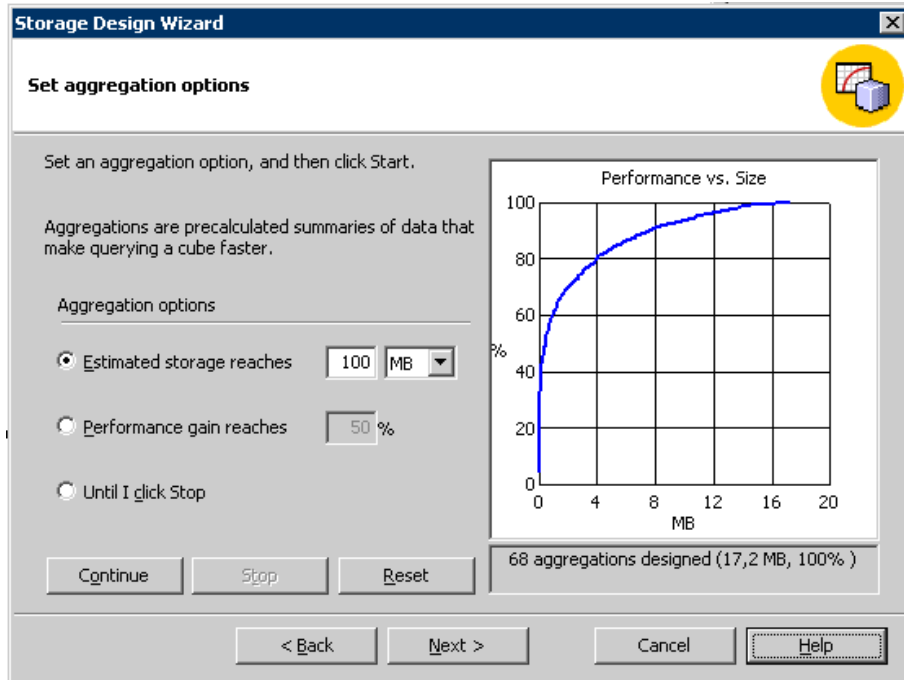 Storage Design Wizard
Set aggregation options
Set an aggregation option, and then click Start.
Aggregations are precalculated summaries of data that
make querying a cube faster.
Aggregation options
Estimated storage reaches 100 MB
Performance gain reaches 50 %
Until I click Stop
Continue Stop Reset
Performance vs. Size
100
80
60
%
40
20
0
0 4 8 12 16 20
MB
68 aggregations designed (17,2 MB, 100% )
< Back Next > Cancel Help